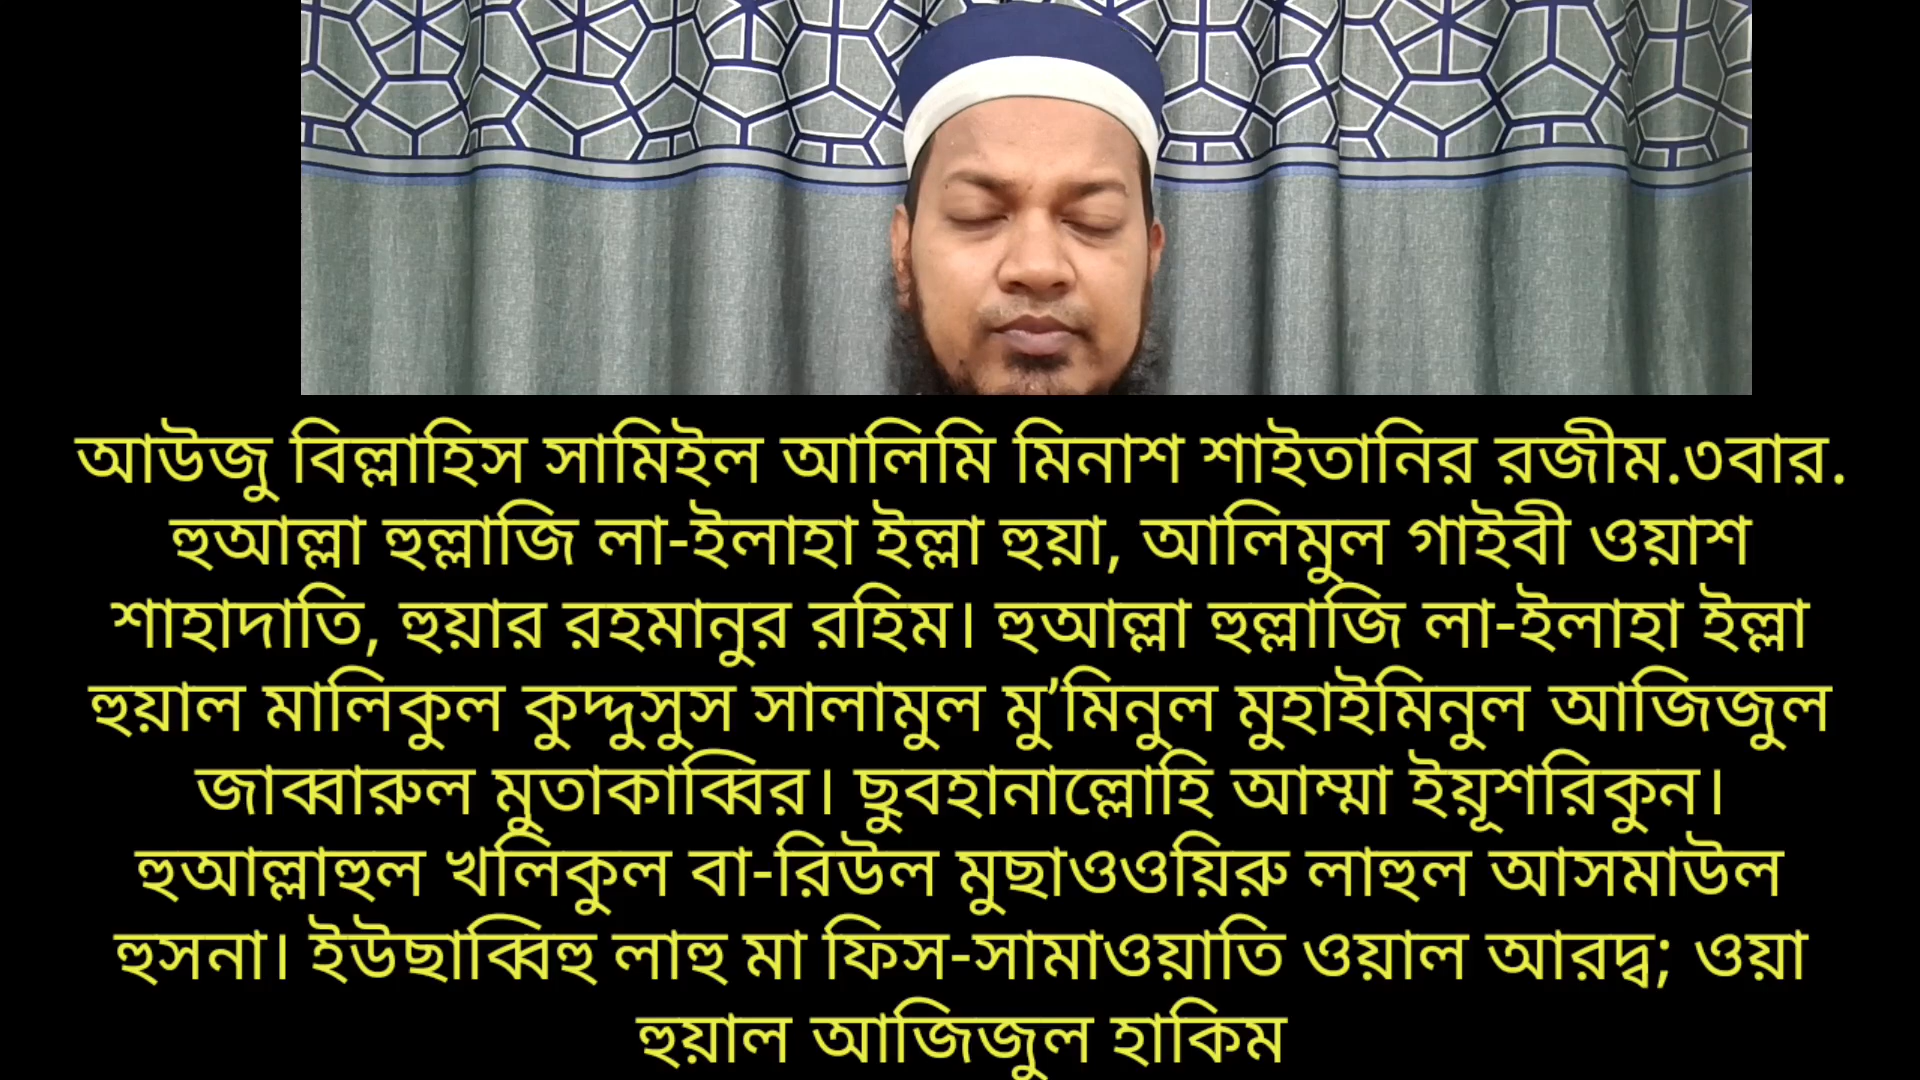 আউজু বিল্লাহিস সামিইল আলিমি মিনাশ শাইতানির রজীম.৩বার.
হুআল্লা হুল্লাজি লা-ইলাহা ইল্লা হুয়া, আলিমুল গাইবী ওয়াশ
শাহাদাতি, হুয়ার রহমানুর রহিম। হুআল্লা হুল্লাজি লা-ইলাহা ইল্লা
হুয়াল মালিকুল কুদ্দুসুস সালামুল মু’মিনুল মুহাইমিনুল আজিজুল
জাব্বারুল মুতাকাব্বির। ছুবহানাল্লোহি আম্মা ইয়ূশরিকুন।
হুআল্লাহুল খলিকুল বা-রিউল মুছাওওয়িরু লাহুল আসমাউল
হুসনা। ইউছাব্বিহু লাহু মা ফিস-সামাওয়াতি ওয়াল আরদ্ব; ওয়া
হুয়াল আজিজুল হাকিম